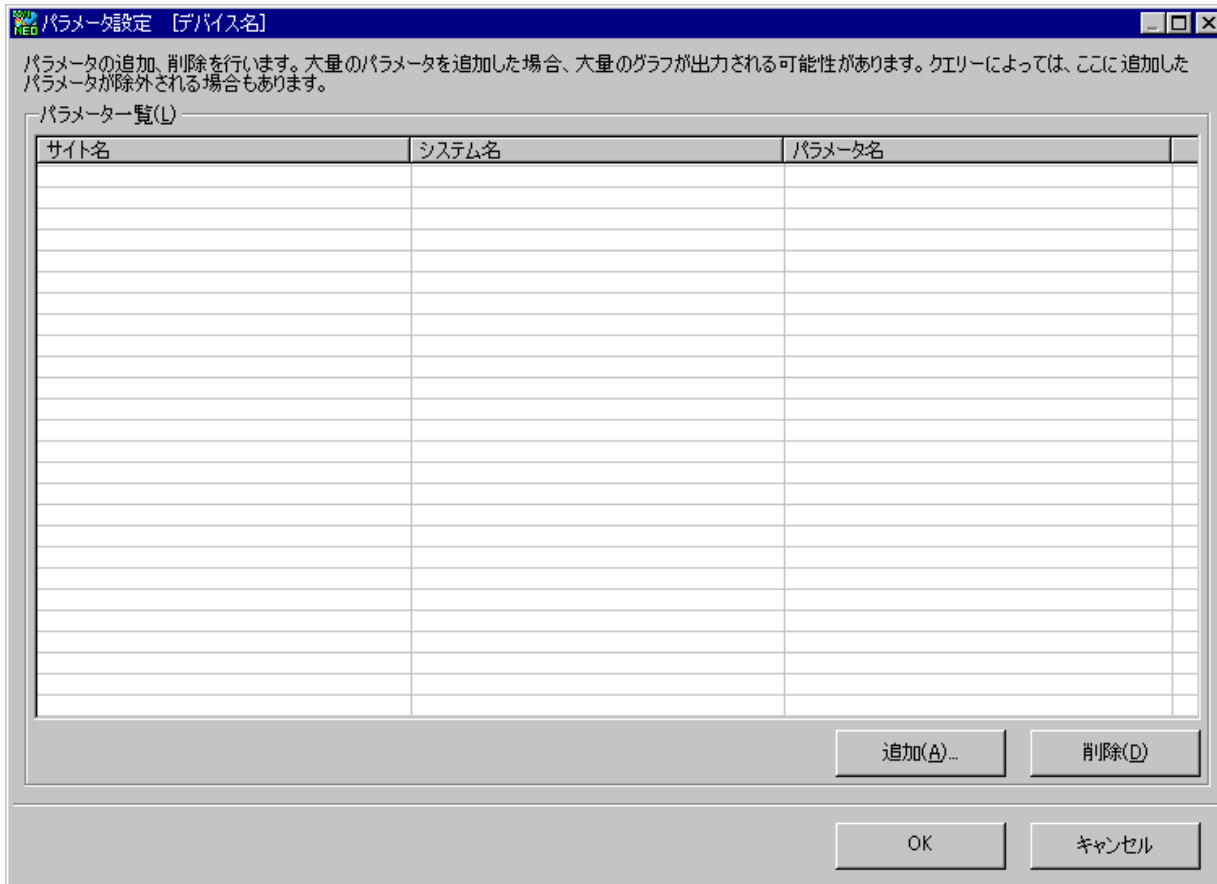 パラメータ設定　[デバイス名]
パラメータの追加、削除を行います。大量のパラメータを追加した場合、大量のグラフが出力される可能性があります。クエリーによっては、ここに追加した
パラメータが除外される場合もあります。
パラメーター覧(L)
サイト名 システム名 パラメータ名
追加(A)... 削除(D)
OK キャンセル